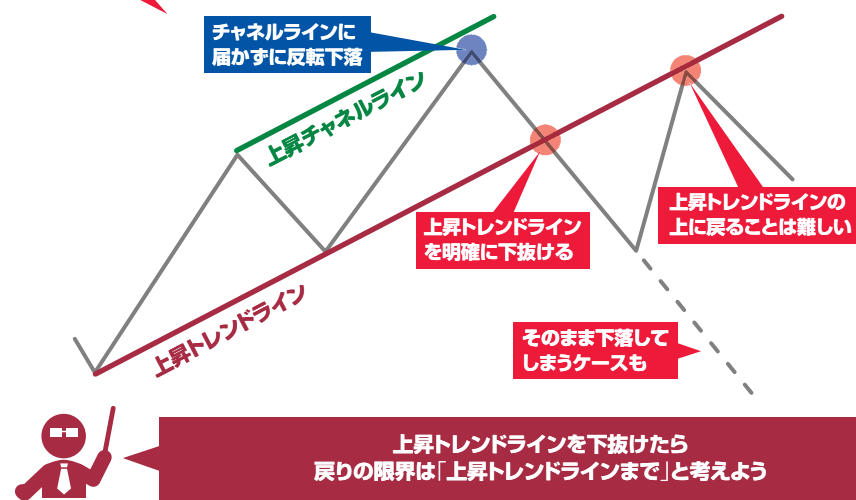 チャネルラインに
届かずに反転下落
上昇チャネルライン
上昇トレンドラインの
上に戻ることは難しい
上昇トレンドライン
を明確に下抜ける
上昇トレンドライン
そのまま下落して
しまうケースも
上昇トレンドラインを下抜けたら
戻りの限界は「上昇トレンドラインまで」と考えよう